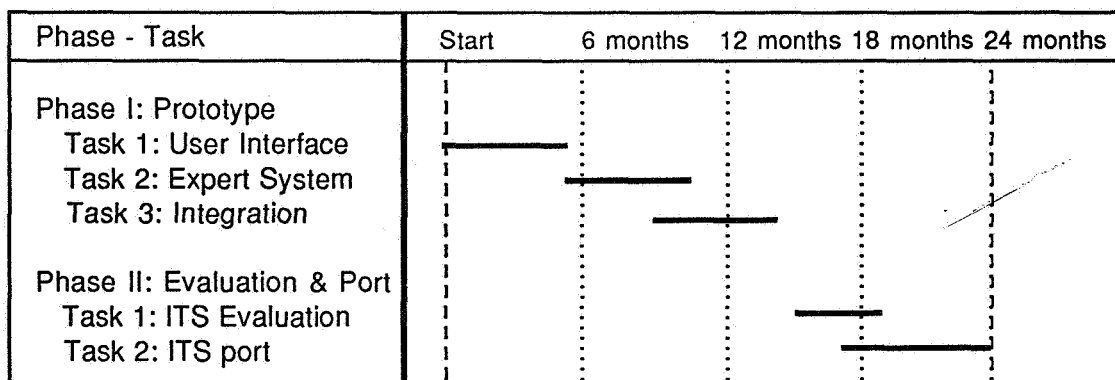 Phase - Task Start 6 months 12 months 18 months 24 months
Phase I: Prototype
Task 1: User Interface
Task 2: Expert System
Task 3: Integration
Phase II: Evaluation & Port
Task 1: ITS Evaluation
Task 2: ITS port